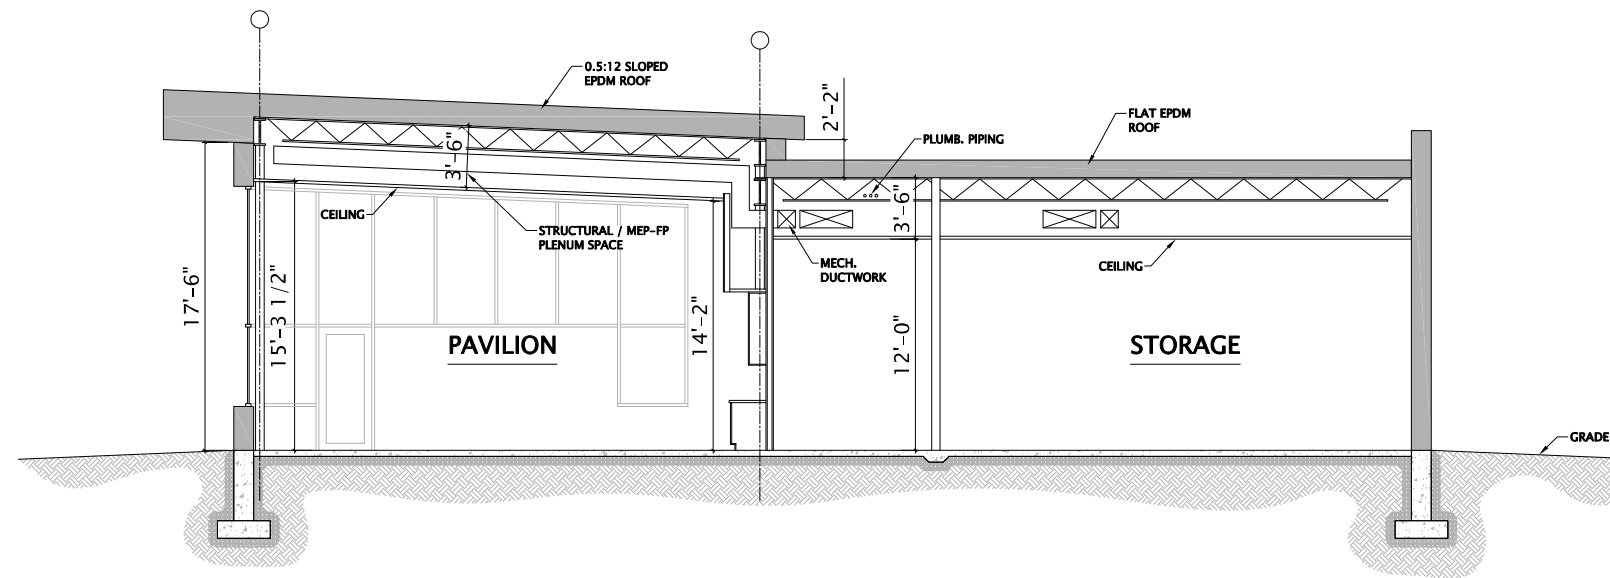 0.5:12 SLOPED
EPDM ROOF
2'-2"
FLAT EPDM
ROOF
PLUMB. PIPING
3'-6"
CEILING
STRUCTURAL / MEP-FP
PLENUM SPACE
3'-6"
MECH.
DUCTWORK
CEILING
17'-6"
15'-3 1/2"
PAVILION
14'-2"
12'-0"
STORAGE
GRADE